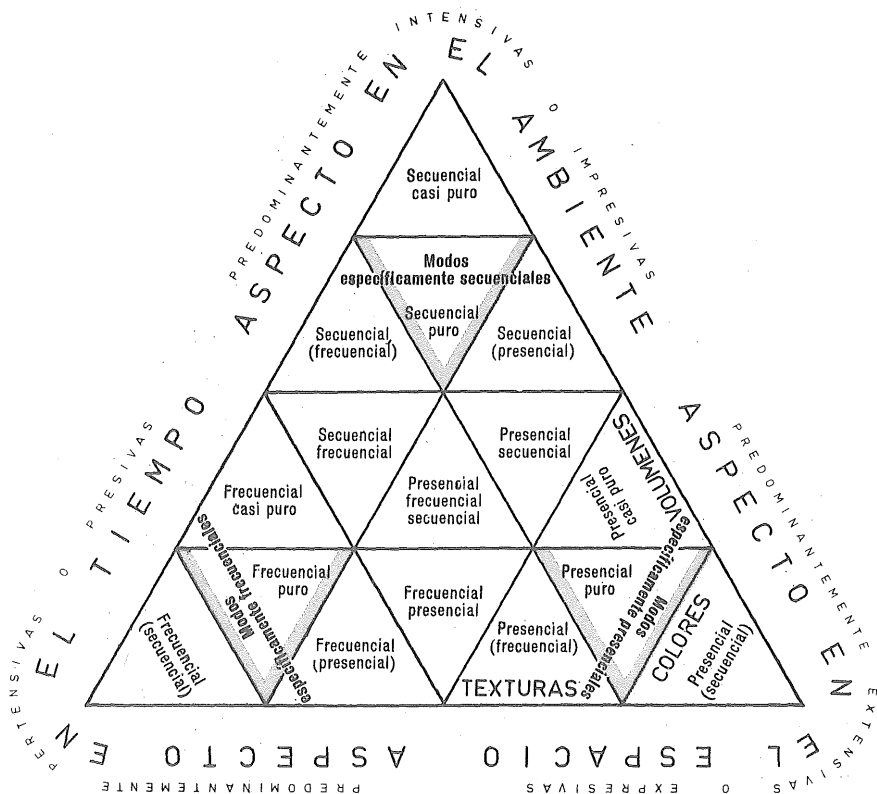 PREDOMINANTEMENTE INTENSIVAS O IMPRESIVAS
ASPECTO EN EL AMBIENTE
PREDOMINANTEMENTE EXTENSIVAS O EXPRESIVAS
ASPECTO EN EL ESPACIO
PREDOMINANTEMENTE PERTENSIVAS O PRESIVAS
ASPECTO EN EL TIEMPO
Secuencial
casi puro
Modos
específicamente secuenciales
Secuencial
puro
Secuencial
(frecuencial)
Secuencial
(presencial)
Secuencial
frecuencial
Presencial
secuencial
VOLUMENES
Presencial
casi puro
Frecuencial
casi puro
Presencial
frecuencial
secuencial
Modos
específicamente frecuenciales
Frecuencial
puro
Frecuencial
(secuencial)
Frecuencial
(presencial)
Frecuencial
presencial
Presencial
puro
Modos
específicamente presenciales
Presencial
(frecuencial)
TEXTURAS
COLORES
Presencial
(secuencial)